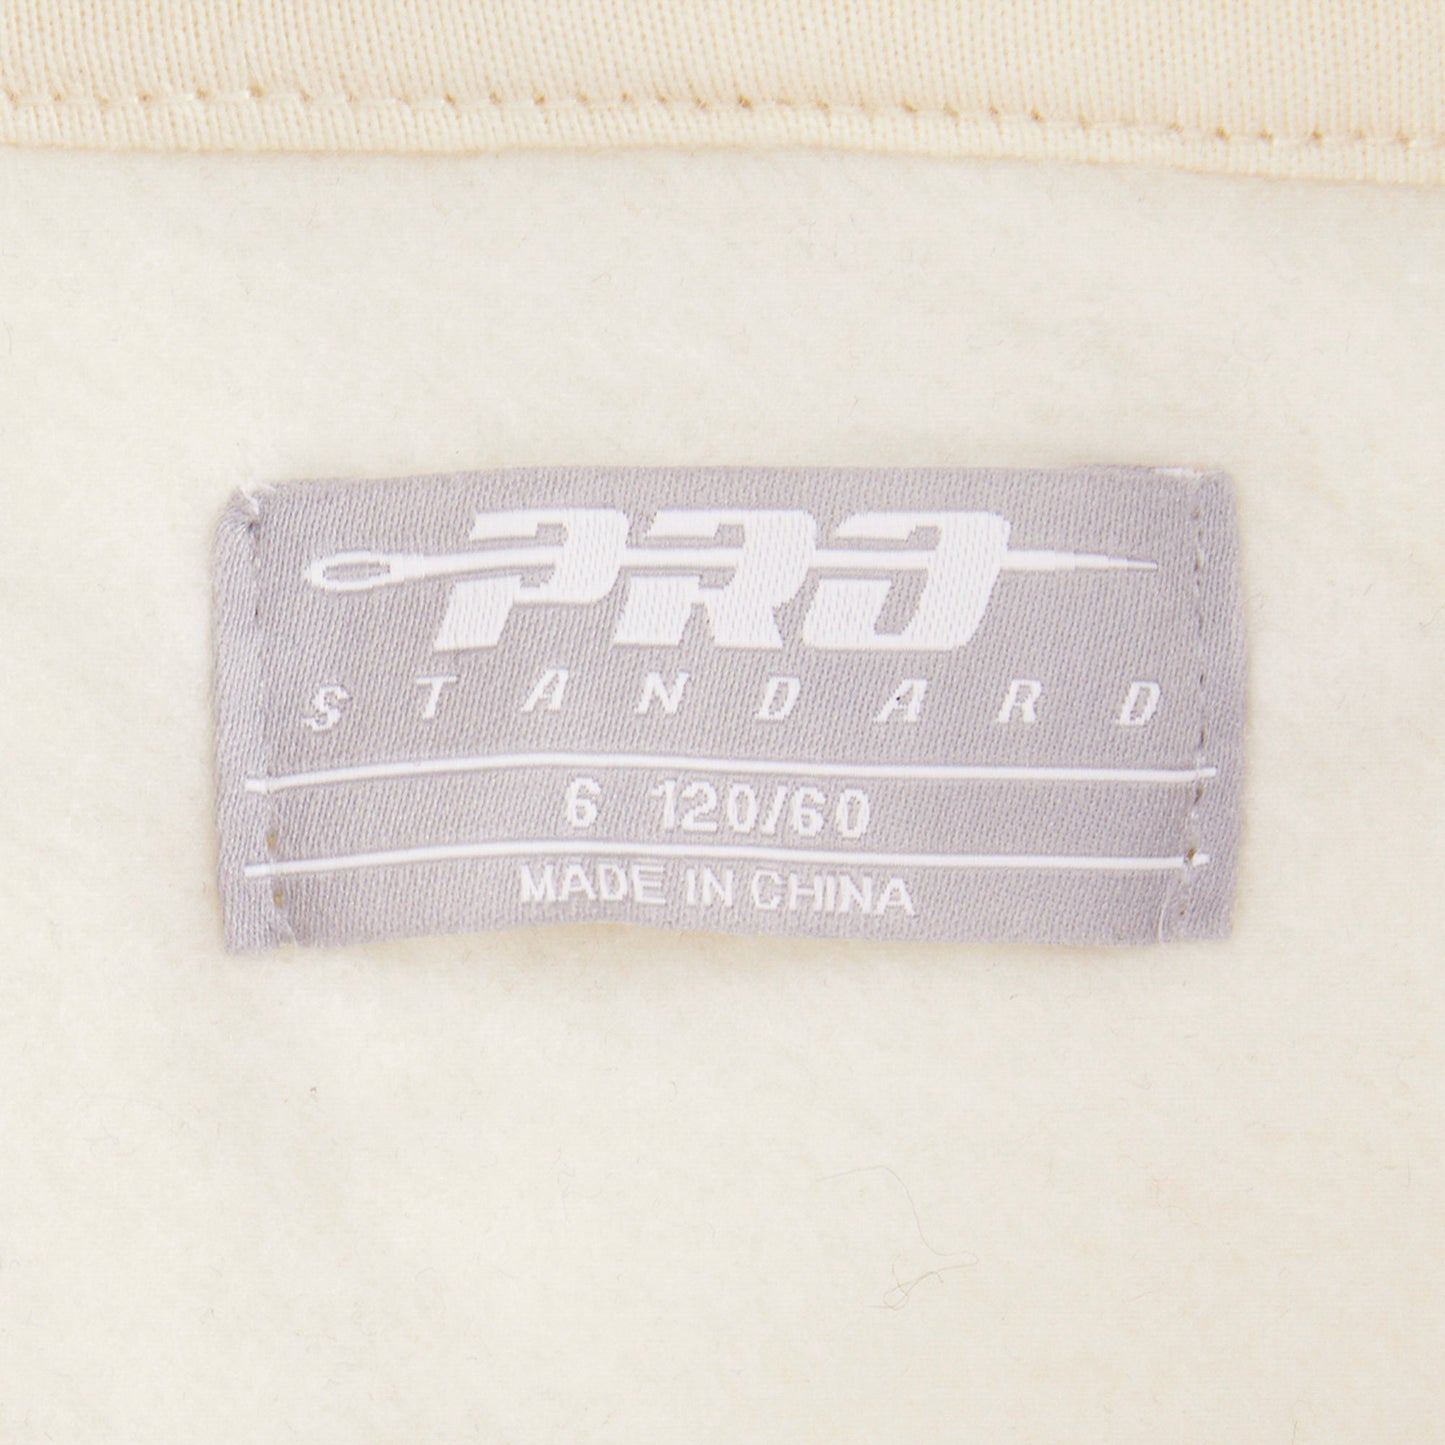 PRO
STANDARD
6 120/60
MADE IN CHINA